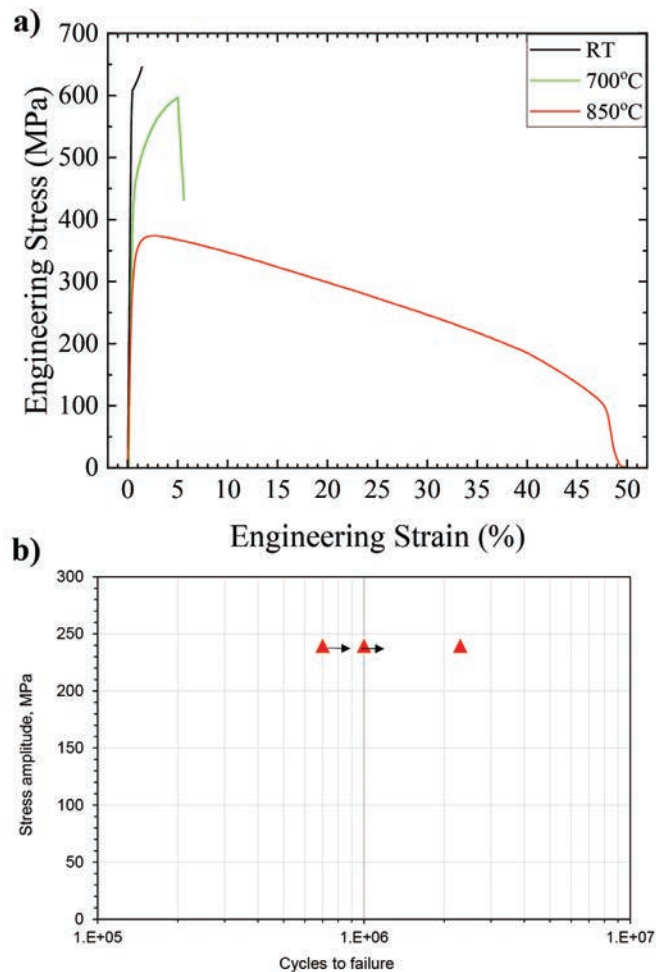 a)
700
600
500
400
300
200
100
0
Engineering Stress (MPa)
RT
700ºC
850ºC
0 5 10 15 20 25 30 35 40 45 50
Engineering Strain (%)
b)
300
250
200
150
100
50
0
Stress amplitude, MPa
1.E+05 1.E+06 1.E+07
Cycles to failure